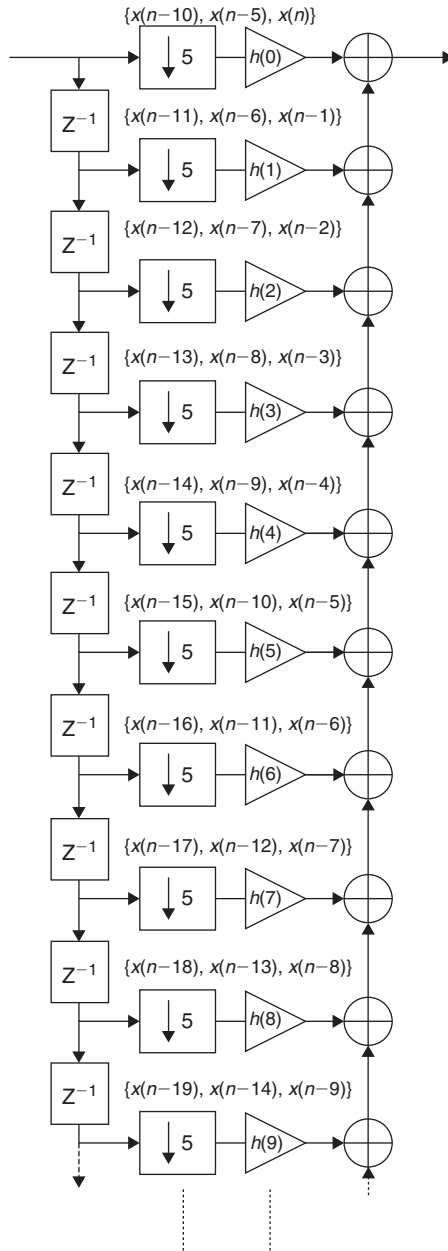 {x(n–10), x(n–5), x(n)}
5
h(0)
Z⁻¹
{x(n–11), x(n–6), x(n–1)}
5
h(1)
Z⁻¹
{x(n–12), x(n–7), x(n–2)}
5
h(2)
Z⁻¹
{x(n–13), x(n–8), x(n–3)}
5
h(3)
Z⁻¹
{x(n–14), x(n–9), x(n–4)}
5
h(4)
Z⁻¹
{x(n–15), x(n–10), x(n–5)}
5
h(5)
Z⁻¹
{x(n–16), x(n–11), x(n–6)}
5
h(6)
Z⁻¹
{x(n–17), x(n–12), x(n–7)}
5
h(7)
Z⁻¹
{x(n–18), x(n–13), x(n–8)}
5
h(8)
Z⁻¹
{x(n–19), x(n–14), x(n–9)}
5
h(9)